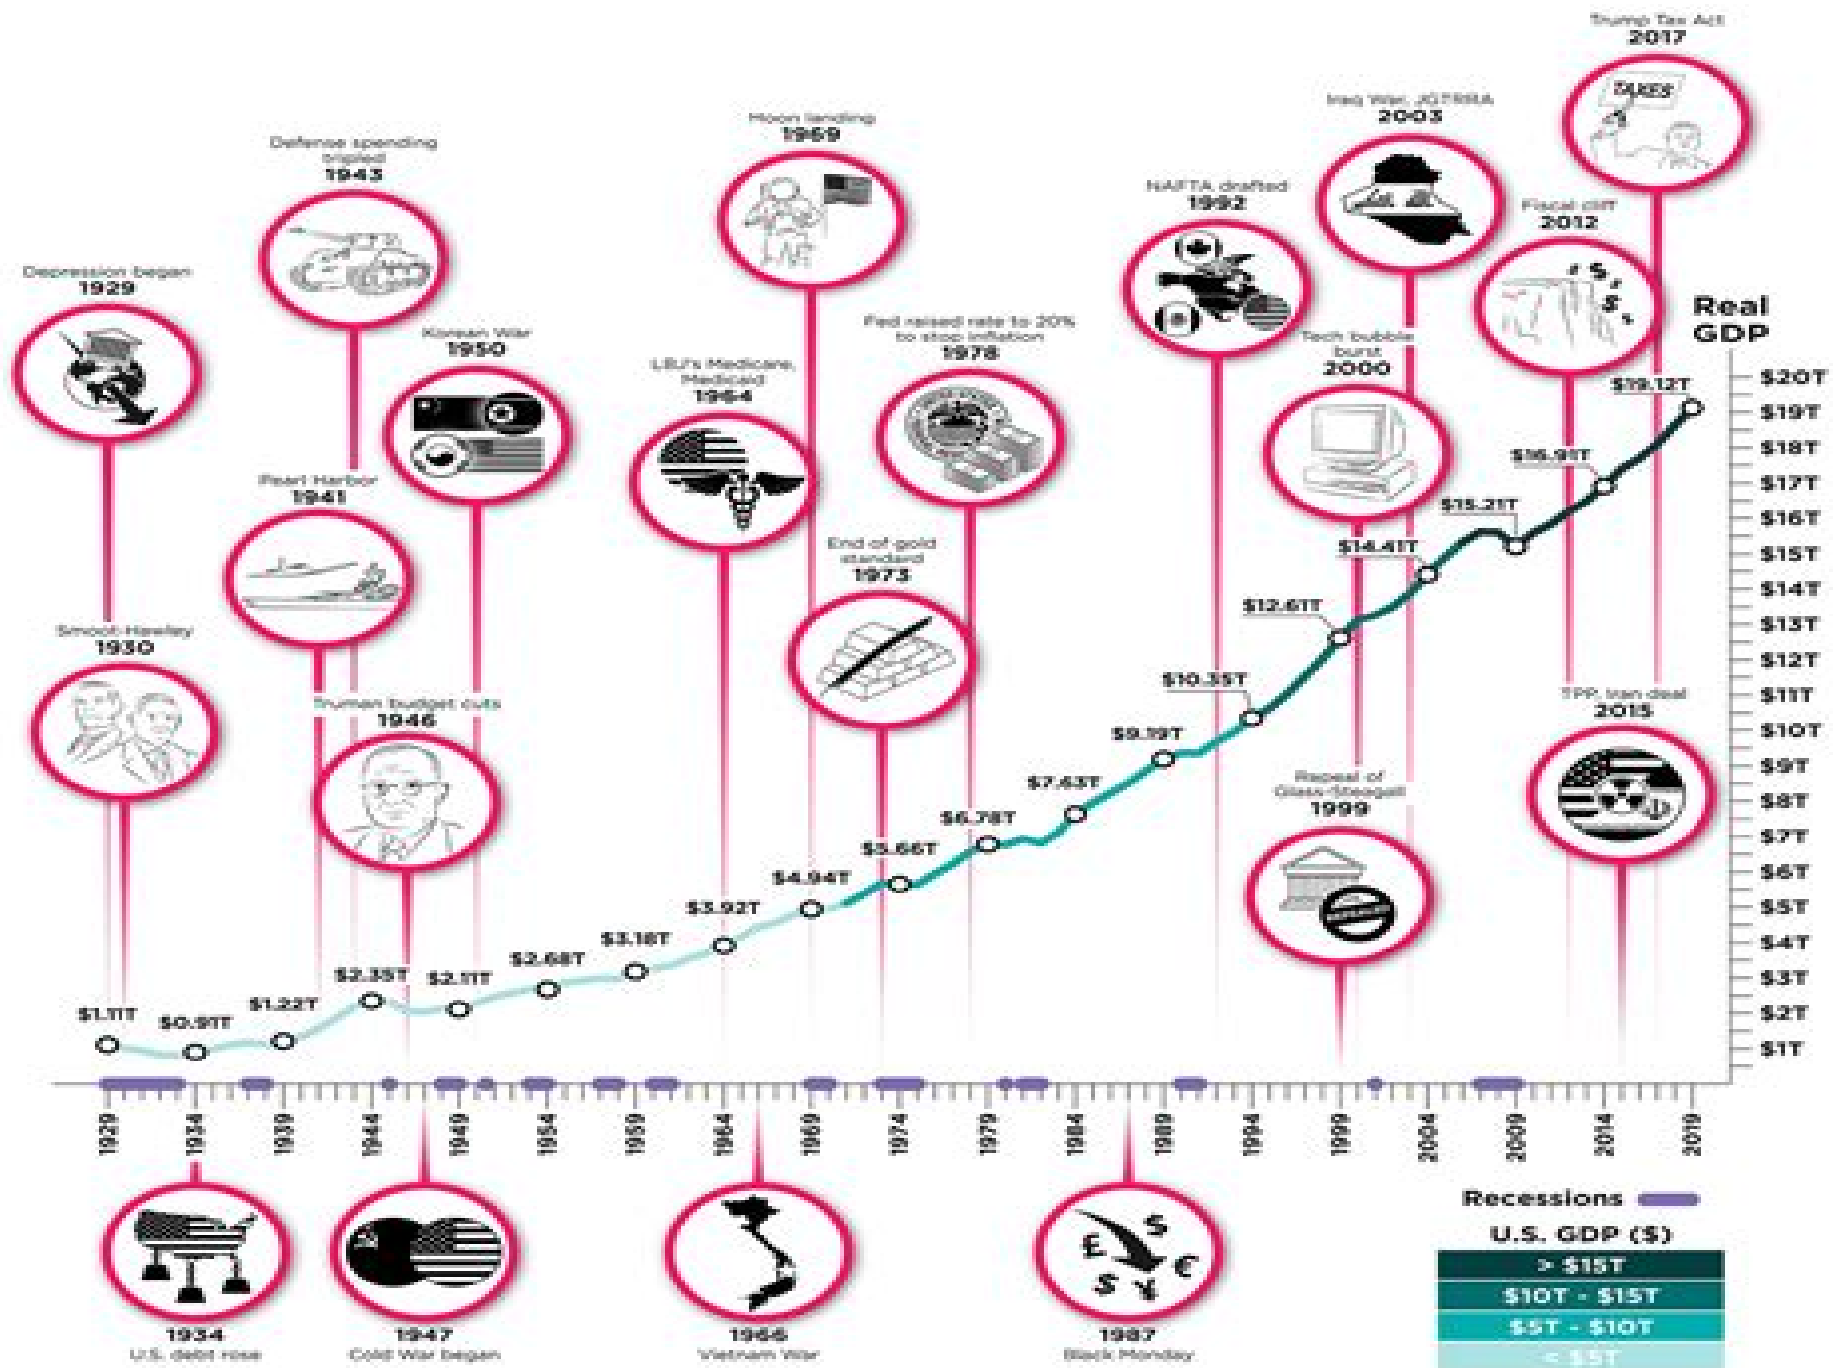 Trump Tax Act
2017
TAXES
Iraq War, JGTRRA
2003
Moon landing
1969
Defense spending
tripled
1943
NAFTA drafted
1992
Fiscal cliff
2012
Depression began
1929
Real
GDP
Korean War
1950
Fed raised rate to 20%
to stop inflation
1978
LBJ's Medicare,
Medicaid
1964
Tech bubble
burst
2000
Pearl Harbor
1941
End of gold
standard
1973
Smoot-Hawley
1930
Truman budget cuts
1946
TPP, Iran deal
2015
Repeal of
Glass-Steagall
1999
$1.11T
$0.91T
$1.22T
$2.35T
$2.11T
$2.68T
$3.18T
$3.92T
$4.94T
$5.66T
$6.78T
$7.63T
$9.19T
$10.35T
$12.61T
$14.41T
$15.21T
$16.91T
$19.12T
$20T
$19T
$18T
$17T
$16T
$15T
$14T
$13T
$12T
$11T
$10T
$9T
$8T
$7T
$6T
$5T
$4T
$3T
$2T
$1T
1929
1934
1939
1944
1949
1954
1959
1964
1969
1974
1979
1984
1989
1994
1999
2004
2009
2014
2019
1934
U.S. debt rose
1947
Cold War began
1966
Vietnam War
$
£
€
$
¥
1987
Black Monday
Recessions
U.S. GDP ($)
> $15T
$10T - $15T
$5T - $10T
< $5T